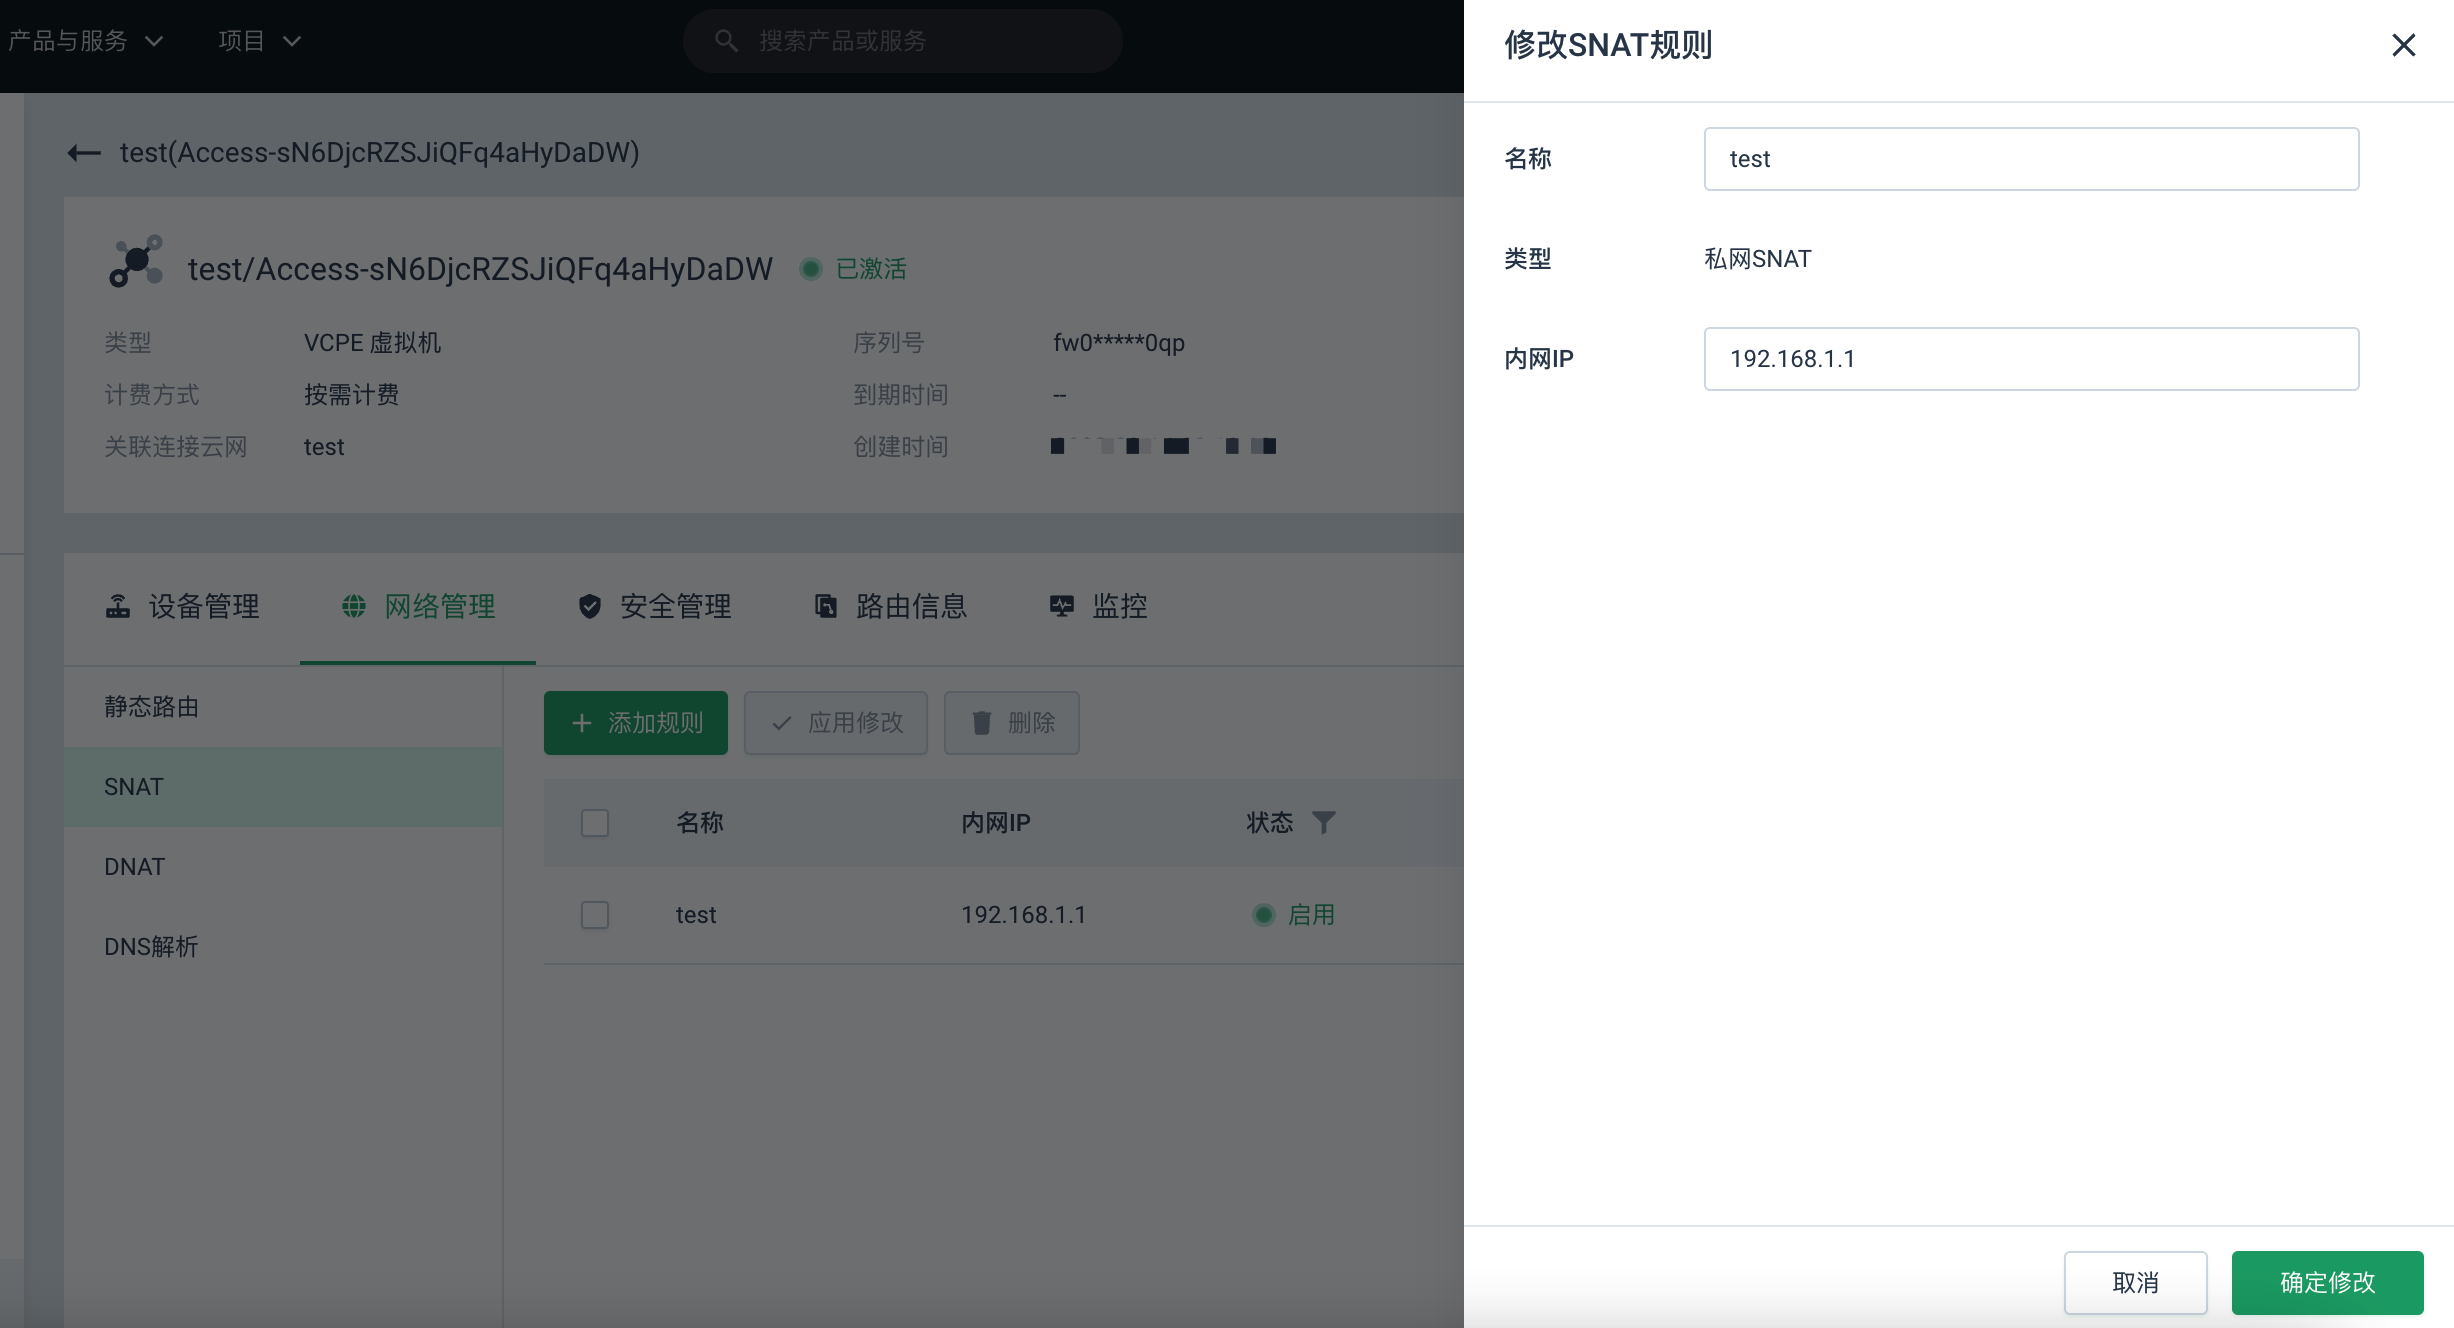 产品与服务 项目 搜索产品或服务
test(Access-sN6DjcRZSJiQFq4aHyDaDW)
test/Access-sN6DjcRZSJiQFq4aHyDaDW 已激活
类型 VCPE 虚拟机 序列号 fw0*****0qp
计费方式 按需计费 到期时间 --
关联连接云网 test 创建时间
设备管理 网络管理 安全管理 路由信息 监控
静态路由
SNAT
DNAT
DNS解析
添加规则 应用修改 删除
名称 内网IP 状态
test 192.168.1.1 启用
修改SNAT规则
名称 test
类型 私网SNAT
内网IP 192.168.1.1
取消 确定修改